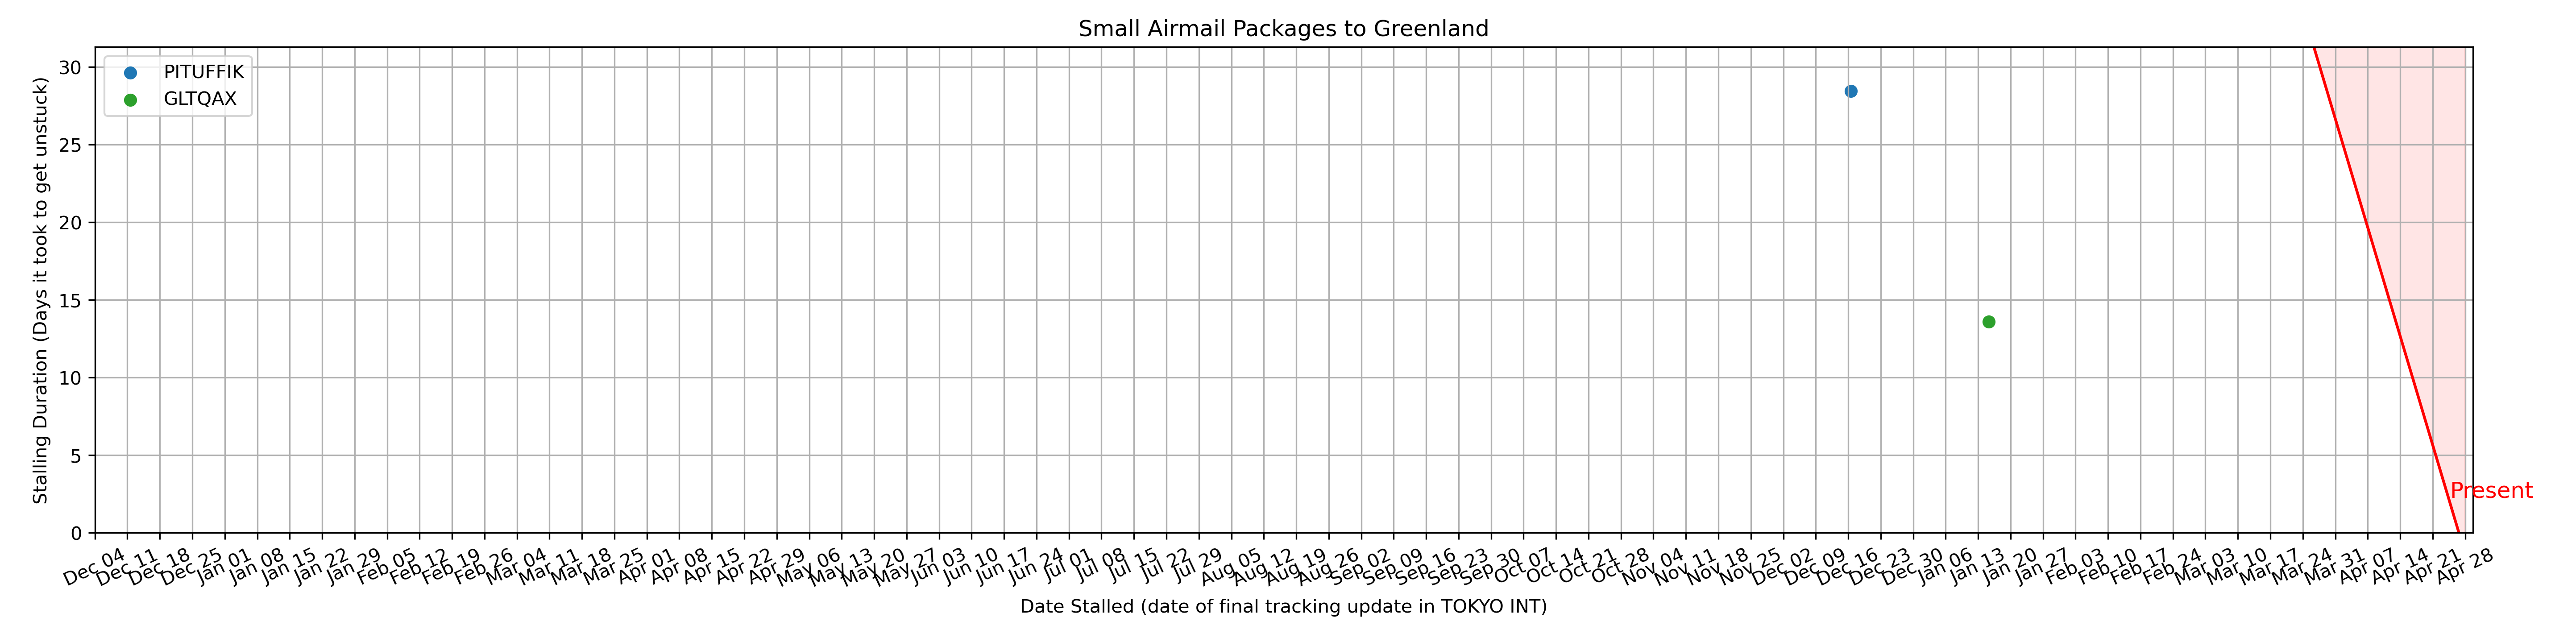 Small Airmail Packages to Greenland
PITUFFIK
GLTQAX
Stalling Duration (Days it took to get unstuck)
30
25
20
15
10
5
0
Present
Dec 04
Dec 11
Dec 18
Dec 25
Jan 01
Jan 08
Jan 15
Jan 22
Jan 29
Feb 05
Feb 12
Feb 19
Feb 26
Mar 04
Mar 11
Mar 18
Mar 25
Apr 01
Apr 08
Apr 15
Apr 22
Apr 29
May 06
May 13
May 20
May 27
Jun 03
Jun 10
Jun 17
Jun 24
Jul 01
Jul 08
Jul 15
Jul 22
Jul 29
Aug 05
Aug 12
Aug 19
Aug 26
Sep 02
Sep 09
Sep 16
Sep 23
Sep 30
Oct 07
Oct 14
Oct 21
Oct 28
Nov 04
Nov 11
Nov 18
Nov 25
Dec 02
Dec 09
Dec 16
Dec 23
Dec 30
Jan 06
Jan 13
Jan 20
Jan 27
Feb 03
Feb 10
Feb 17
Feb 24
Mar 03
Mar 10
Mar 17
Mar 24
Mar 31
Apr 07
Apr 14
Apr 21
Apr 28
Date Stalled (date of final tracking update in TOKYO INT)